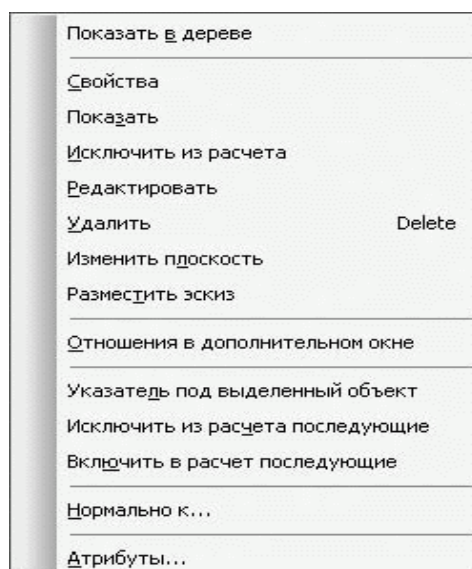 Показать в дереве
Свойства
Показать
Исключить из расчета
Редактировать
Удалить Delete
Изменить плоскость
Разместить эскиз
Отношения в дополнительном окне
Указатель под выделенный объект
Исключить из расчета последующие
Включить в расчет последующие
Нормально к...
Атрибуты...